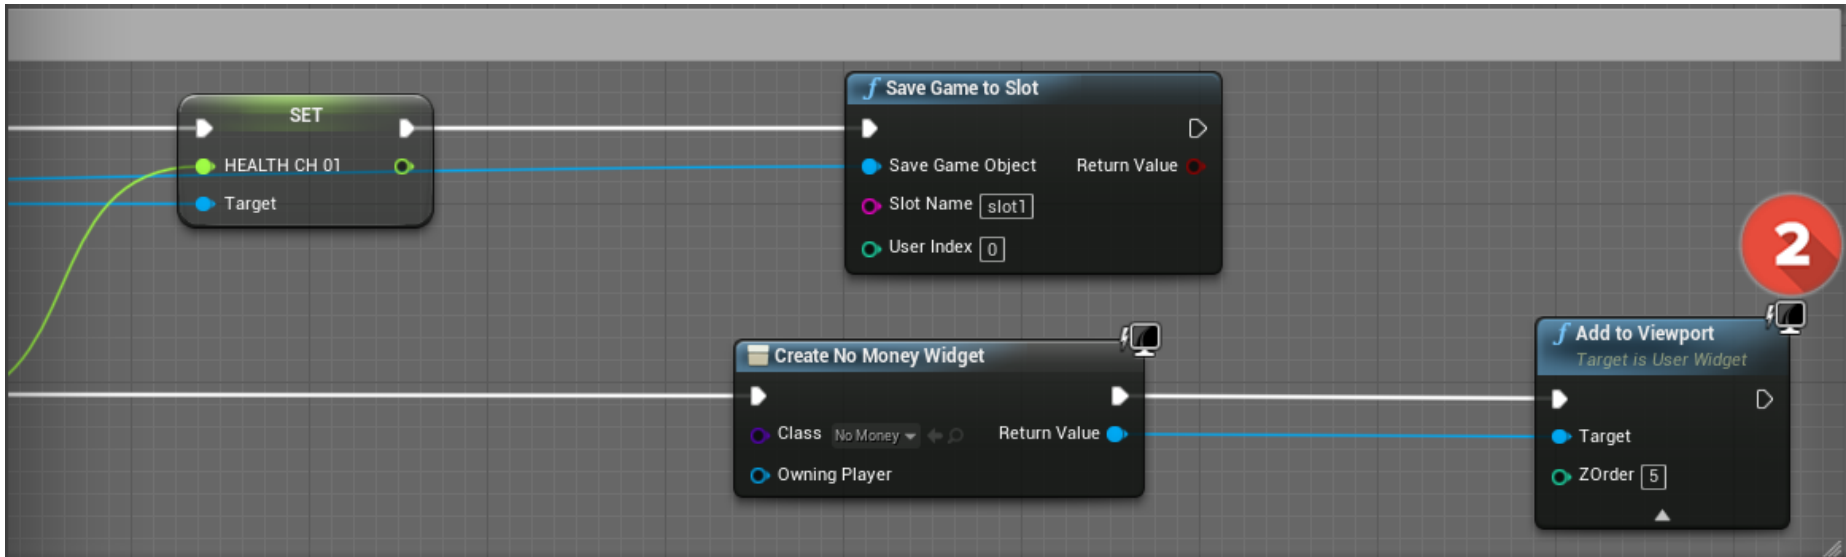 SET
HEALTH CH 01
Target
f Save Game to Slot
Save Game Object Return Value
Slot Name slot1
User Index 0
2
Create No Money Widget
Class No Money Return Value
Owning Player
f Add to Viewport
Target is User Widget
Target
ZOrder 5